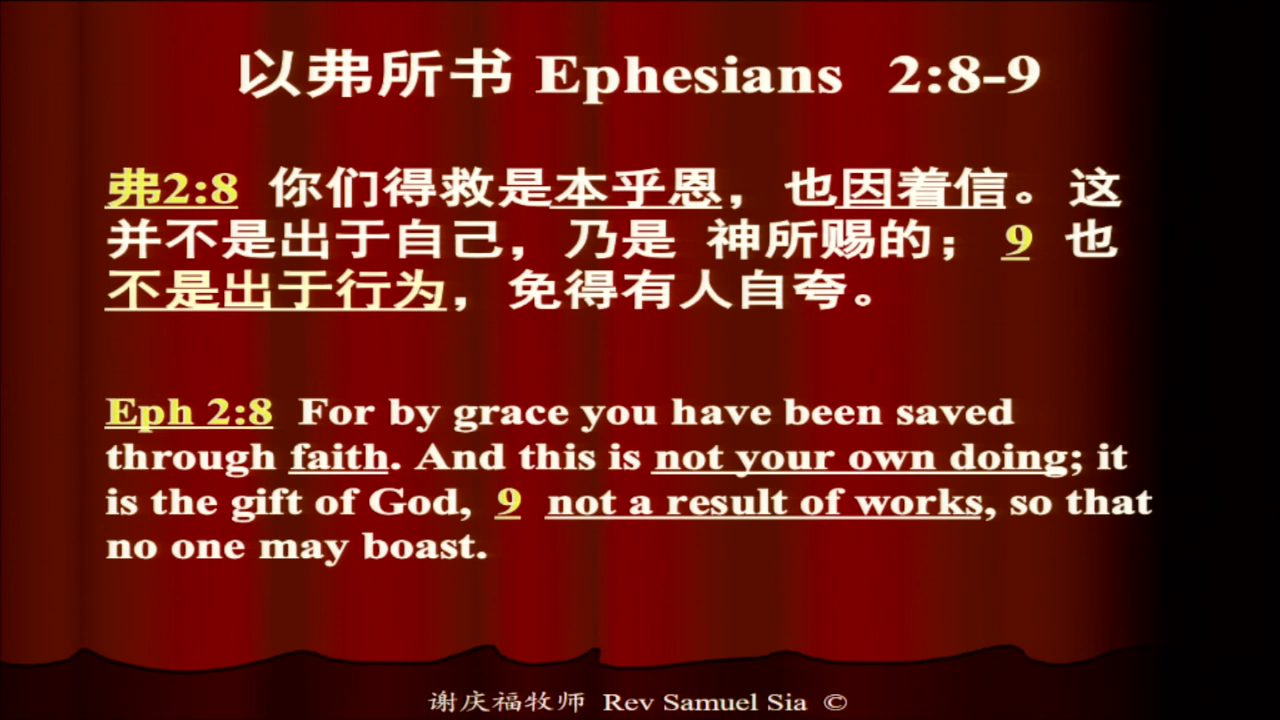 以弗所书 Ephesians 2:8-9
弗2:8 你们得救是本乎恩，也因着信。这
并不是出于自己，乃是 神所赐的；9 也
不是出于行为，免得有人自夸。
Eph 2:8 For by grace you have been saved
through faith. And this is not your own doing; it
is the gift of God, 9 not a result of works, so that
no one may boast.
谢庆福牧师 Rev Samuel Sia ©